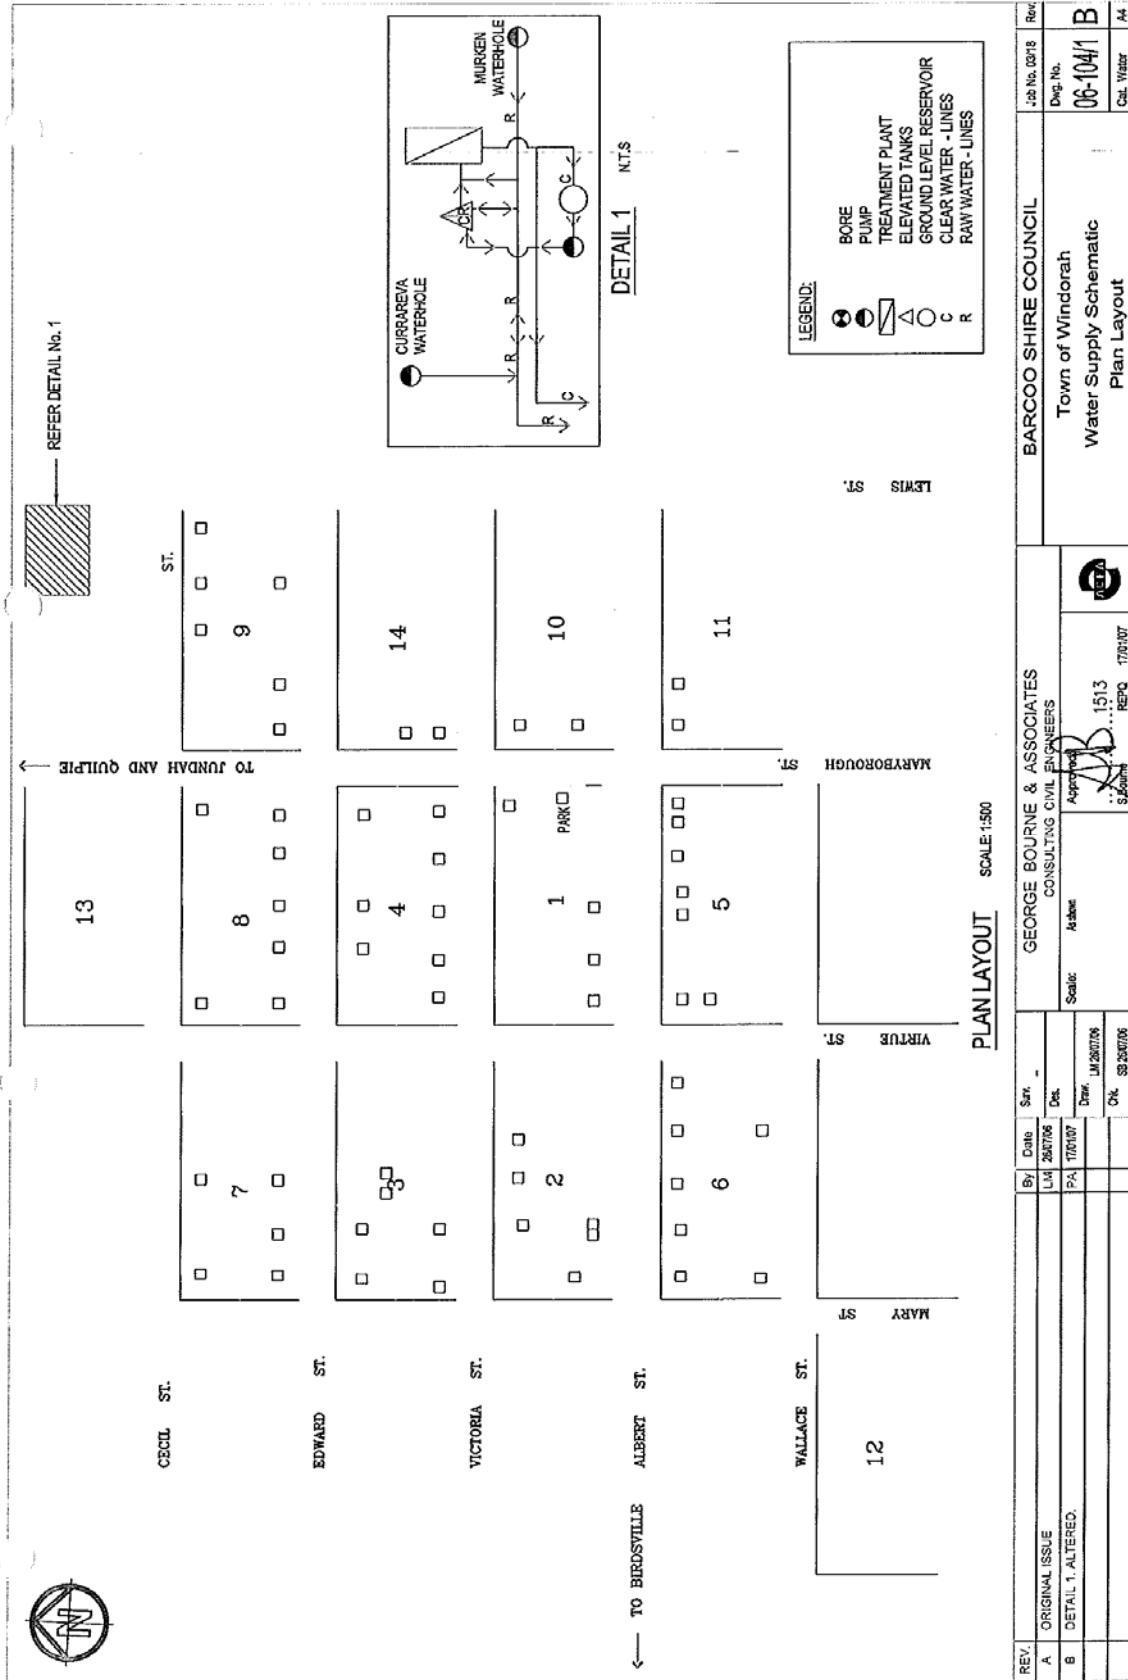 REFER DETAIL No. 1
CURRAREVA
WATERHOLE
MURKEN
WATERHOLE
R
R
R
R
C
C
CR
DETAIL 1
N.T.S
LEGEND:
BORE
PUMP
TREATMENT PLANT
ELEVATED TANKS
GROUND LEVEL RESERVOIR
C CLEAR WATER - LINES
R RAW WATER - LINES
N
CECIL ST.
EDWARD ST.
VICTORIA ST.
ALBERT ST.
WALLACE ST.
TO BIRDSVILLE
TO JUNDAH AND QUILPIE
ST.
MARY ST
VIRTUE ST.
MARYBOROUGH ST.
LEWIS ST.
13
7
8
9
3
4
14
2
1
PARK
10
6
5
11
12
PLAN LAYOUT
SCALE: 1:500
REV.
By
Date
A
ORIGINAL ISSUE
LM
26/07/06
B
DETAIL 1. ALTERED.
PA
17/01/07
Surv. -
Des.
Draw. LM 26/07/06
Chk. SB 26/07/06
GEORGE BOURNE & ASSOCIATES
CONSULTING CIVIL ENGINEERS
Scale: As shown
Approved
1513
S.Bourne REPQ 17/01/07
ACEA
BARCOO SHIRE COUNCIL
Town of Windorah
Water Supply Schematic
Plan Layout
Job No. 03/18
Rev.
Dwg. No.
06-104/1
B
Cat. Water
A4